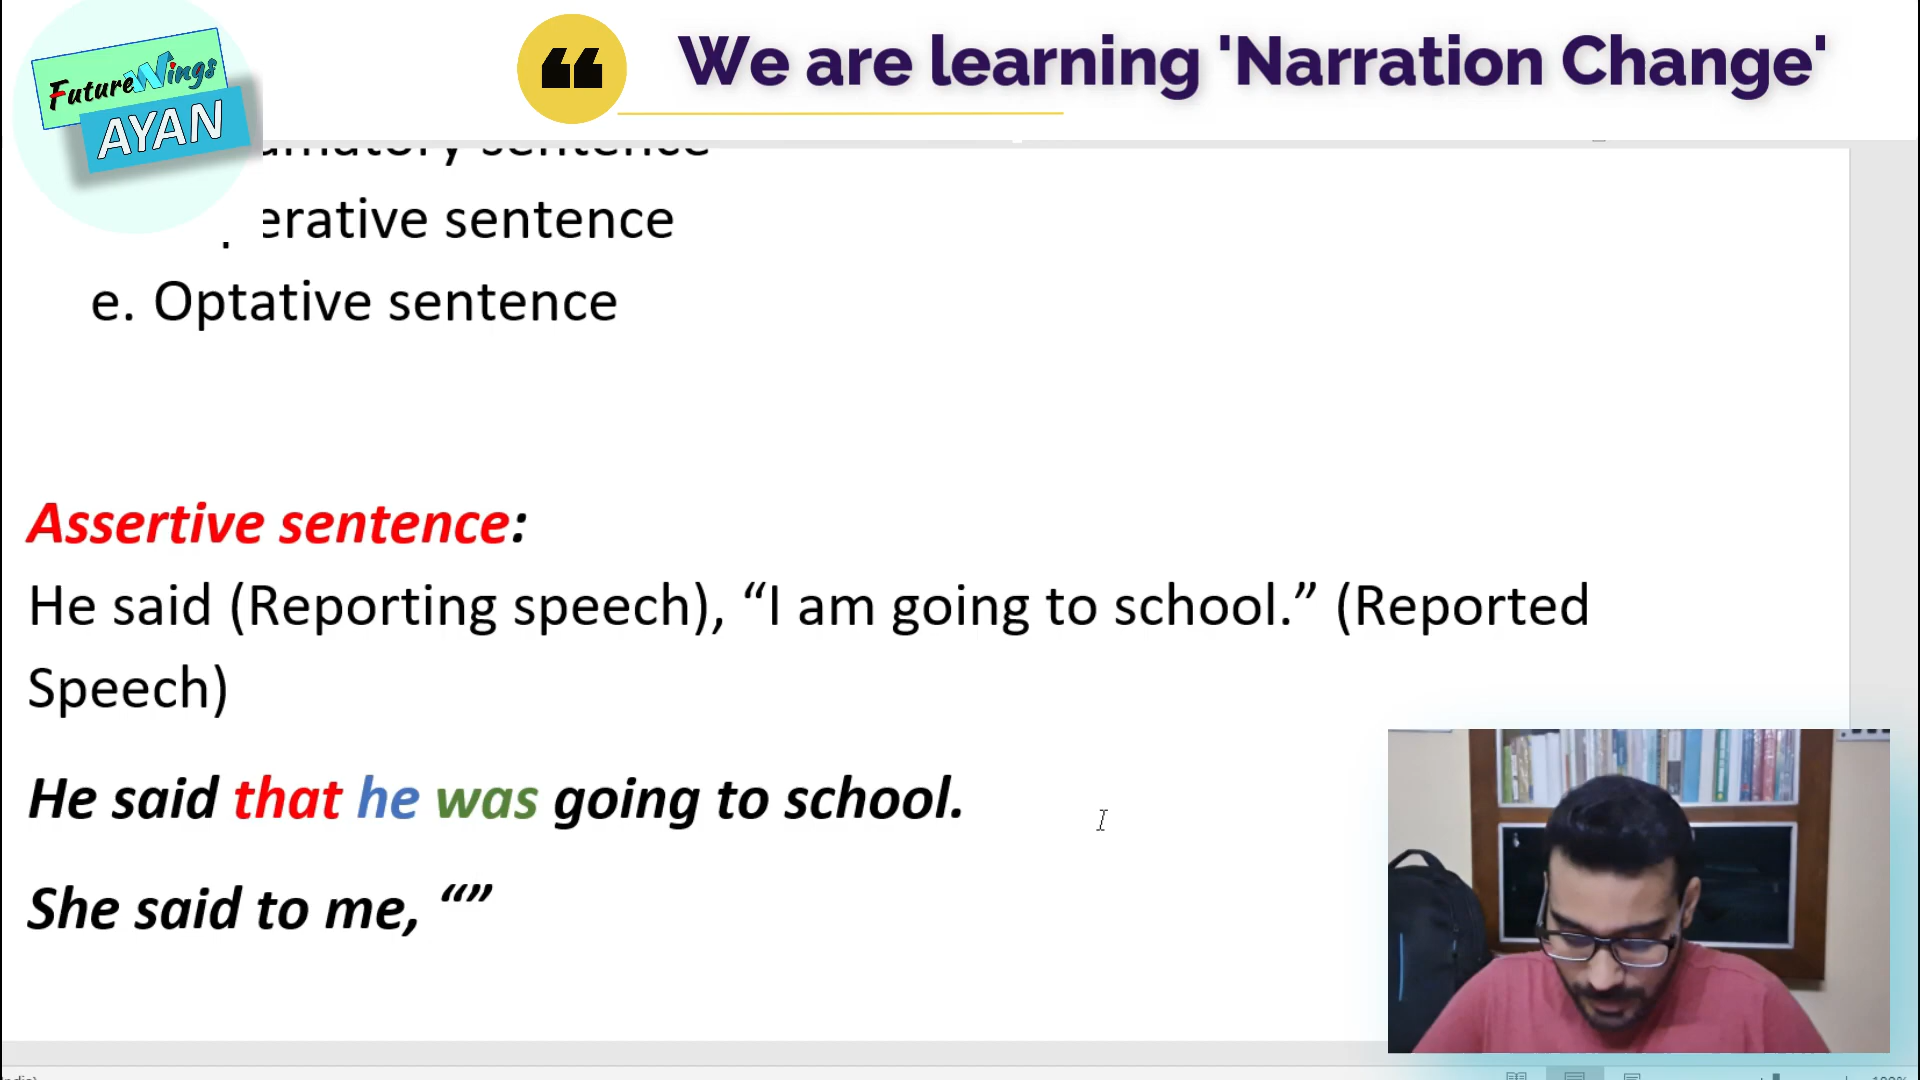 FutureWings
AYAN
We are learning 'Narration Change'
sentence
erative sentence
e. Optative sentence
Assertive sentence:
He said (Reporting speech), “I am going to school.” (Reported
Speech)
He said that he was going to school.
She said to me, “”